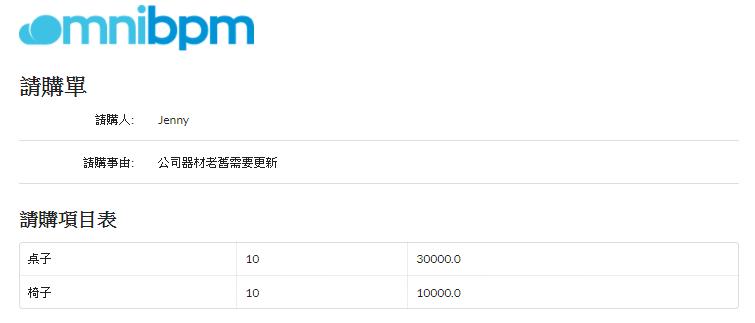 omnibpm
請購單
請購人: Jenny
請購事由: 公司器材老舊需要更新
請購項目表
桌子 10 30000.0
椅子 10 10000.0